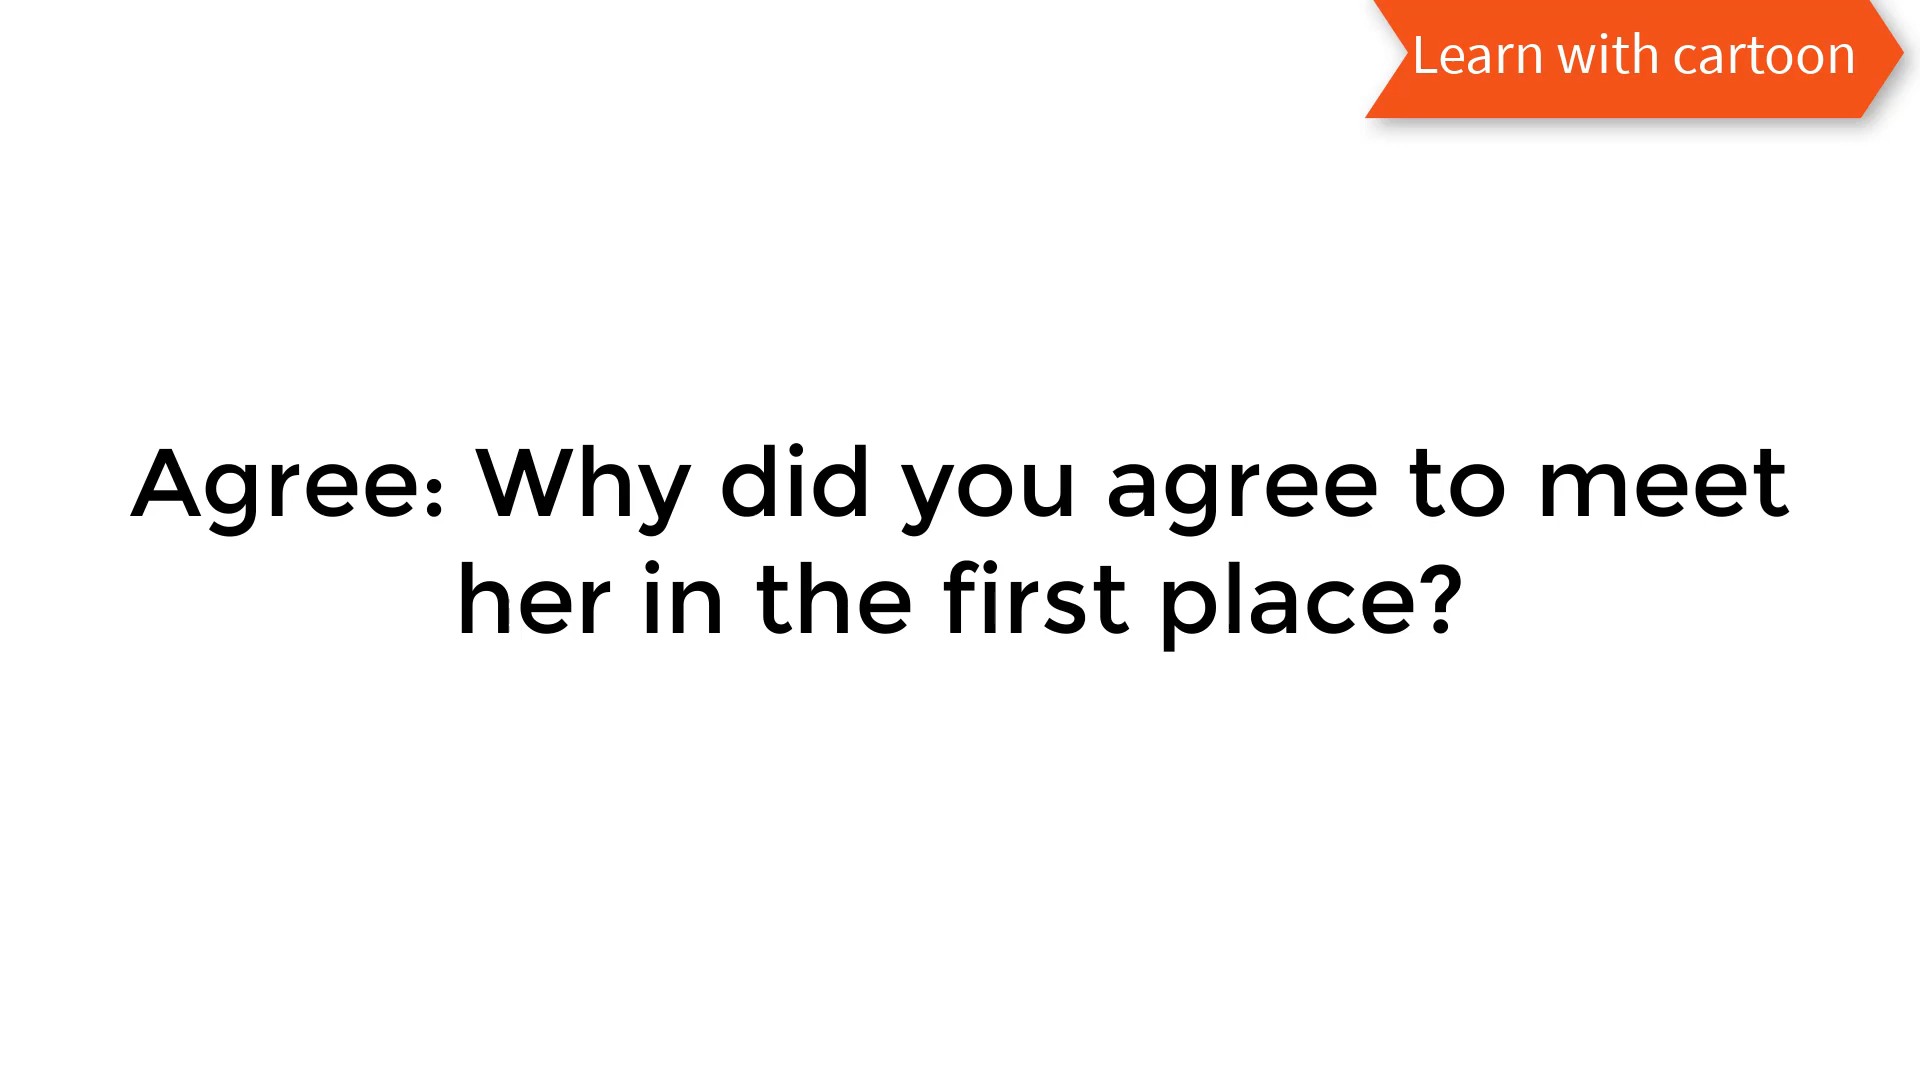 Learn with cartoon
Agree: Why did you agree to meet
her in the first place?